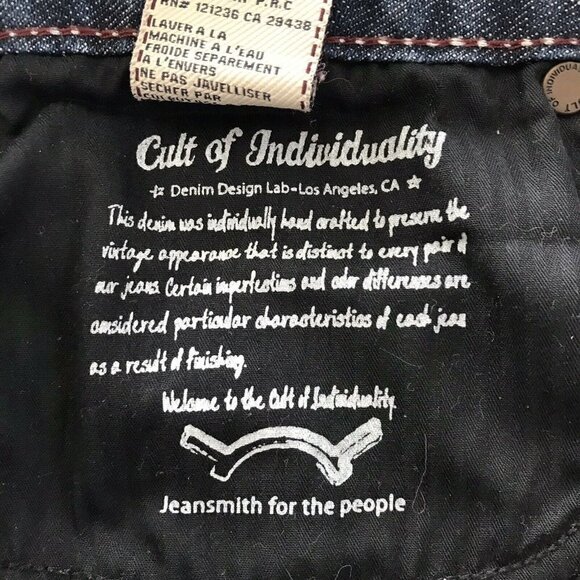 P.R.C
RN# 121236 CA 29438
LAVER A LA
MACHINE A L'EAU
FROIDE SEPAREMENT
A L'ENVERS
NE PAS JAVELLISER
SECHER PAR
Cult of Individuality
Denim Design Lab-Los Angeles, CA
This denim was individually hand crafted to preserve the
vintage appearance that is distinct to every pair of
our jeans. Certain imperfections and color differences are
considered particular characteristics of each jean
as a result of finishing.
Welcome to the Cult of Individuality.
Jeansmith for the people